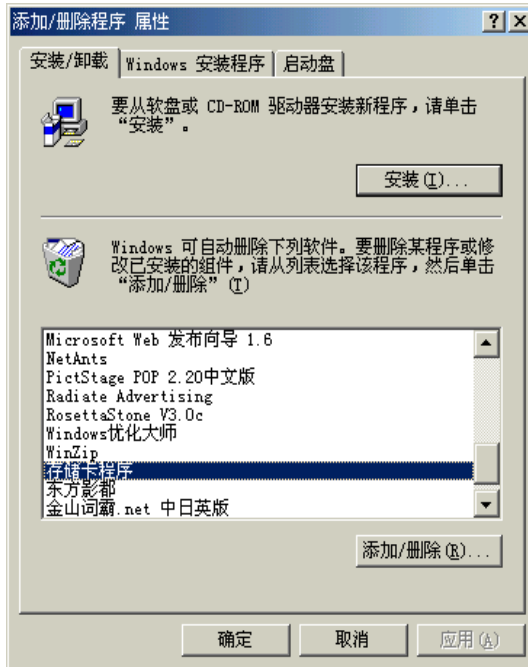 添加/删除程序 属性
安装/卸载
Windows 安装程序
启动盘
要从软盘或 CD-ROM 驱动器安装新程序，请单击
“安装”。
安装(I)...
Windows 可自动删除下列软件。要删除某程序或修
改已安装的组件，请从列表选择该程序，然后单击
“添加/删除”(T)
Microsoft Web 发布向导 1.6
NetAnts
PictStage POP 2.20中文版
Radiate Advertising
RosettaStone V3.0c
Windows优化大师
WinZip
存储卡程序
东方影都
金山词霸.net 中日英版
添加/删除(R)...
确定
取消
应用(A)